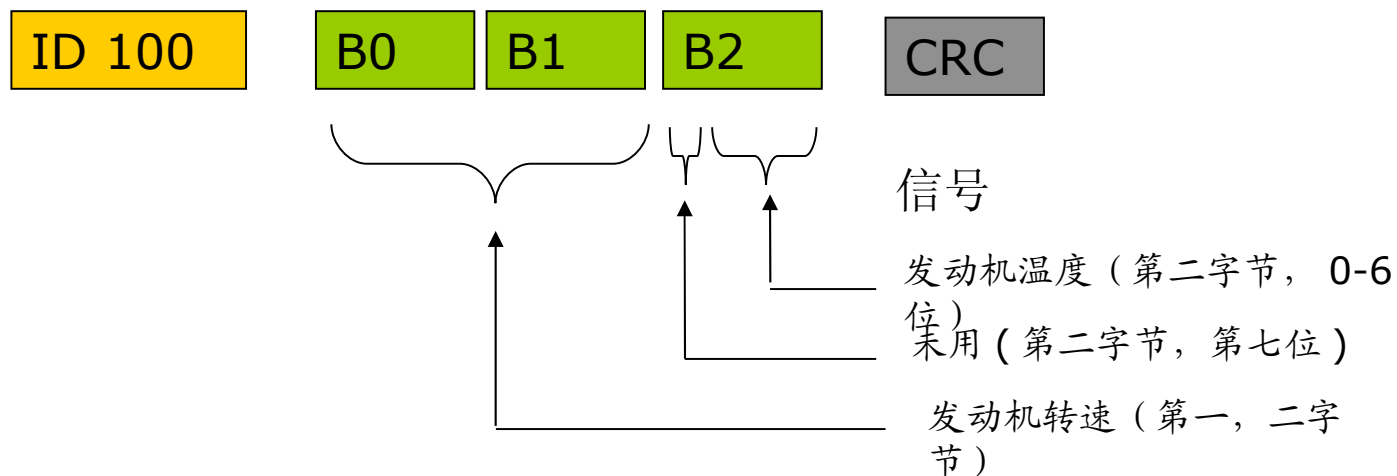 ID 100 B0 B1 B2 CRC
信号
发动机温度（第二字节， 0-6
位）
未用 ( 第二字节，第七位 )
发动机转速（第一，二字
节）